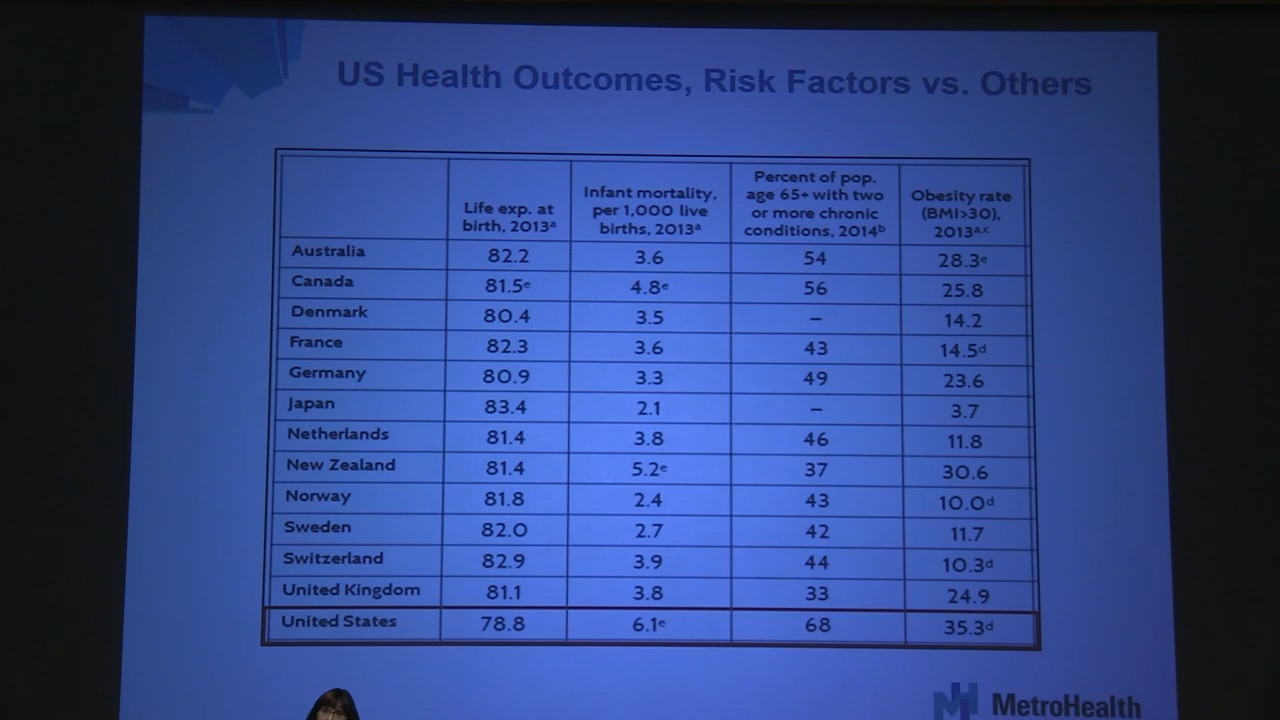 US Health Outcomes, Risk Factors vs. Others
Life exp. at
birth, 2013a
Infant mortality,
per 1,000 live
births, 2013a
Percent of pop.
age 65+ with two
or more chronic
conditions, 2014b
Obesity rate
(BMI>30),
2013a,c
Australia 82.2 3.6 54 28.3e
Canada 81.5e 4.8e 56 25.8
Denmark 80.4 3.5 – 14.2
France 82.3 3.6 43 14.5d
Germany 80.9 3.3 49 23.6
Japan 83.4 2.1 – 3.7
Netherlands 81.4 3.8 46 11.8
New Zealand 81.4 5.2e 37 30.6
Norway 81.8 2.4 43 10.0d
Sweden 82.0 2.7 42 11.7
Switzerland 82.9 3.9 44 10.3d
United Kingdom 81.1 3.8 33 24.9
United States 78.8 6.1e 68 35.3d
MetroHealth